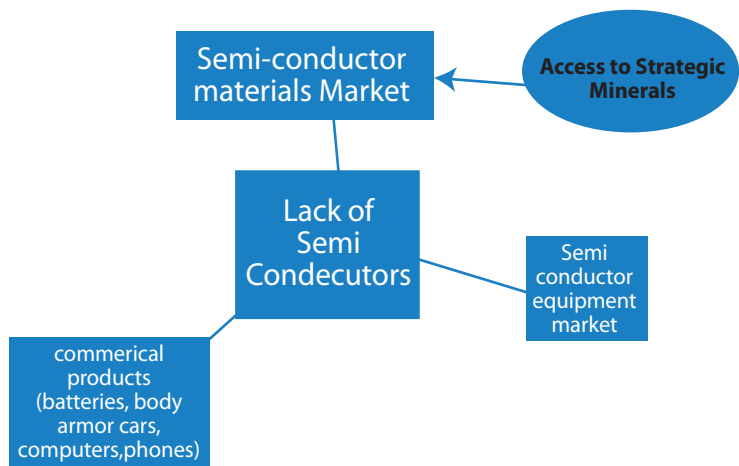 Semi-conductor
materials Market
Access to Strategic
Minerals
Lack of
Semi
Condecutors
Semi
conductor
equipment
market
commerical
products
(batteries, body
armor cars,
computers,phones)